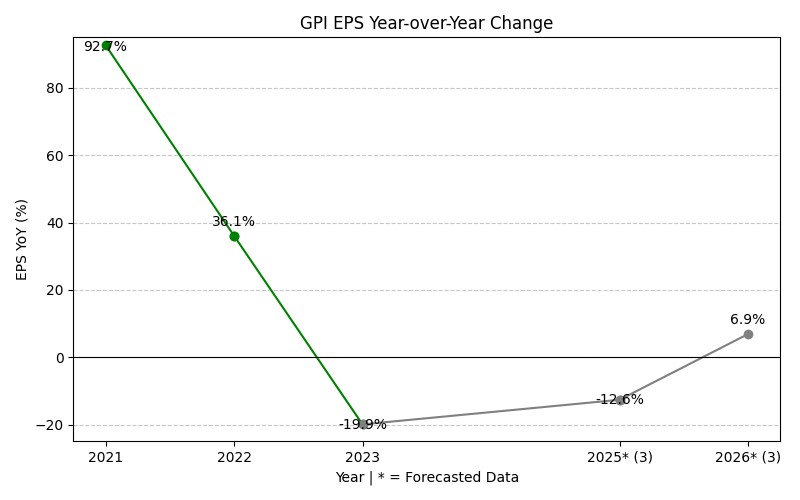 GPI EPS Year-over-Year Change
92.7%
80
60
40
36.1%
20
6.9%
0
-12.6%
-19.9%
−20
EPS YoY (%)
2021 2022 2023 2025* (3) 2026* (3)
Year | * = Forecasted Data